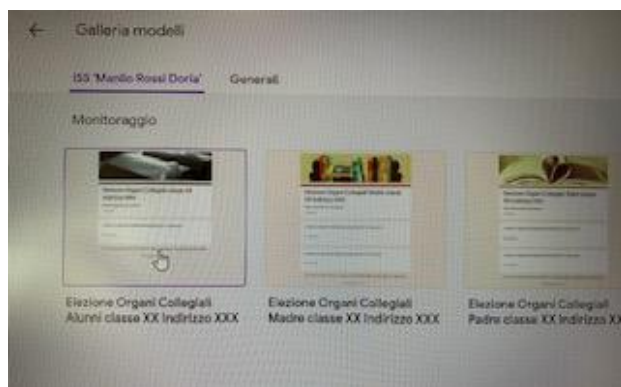 Galleria modelli
ISS "Manlio Rossi Doria" Generali
Monitoraggio
Elezione Organi Collegiali
Alunni classe XX Indirizzo XXX
Elezione Organi Collegiali
Madre classe XX Indirizzo XXX
Elezione Organi Collegiali
Padre classe XX Indirizzo XX